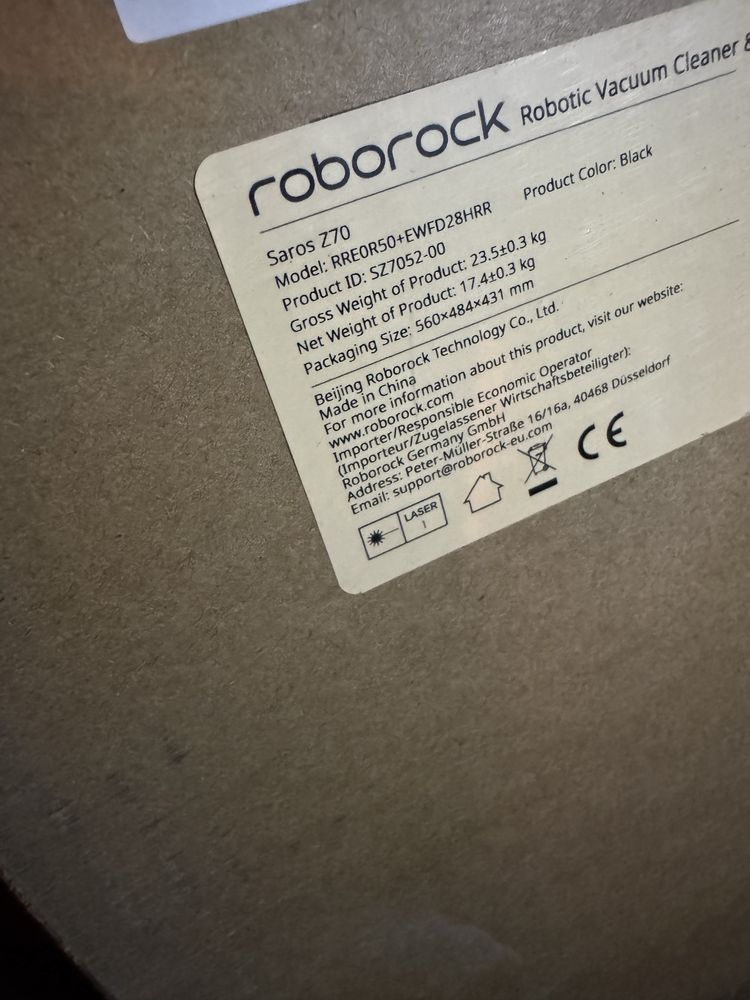 roborock Robotic Vacuum Cleaner &
Saros Z70
Model: RRE0R50+EWFD28HRR Product Color: Black
Product ID: SZ7052-00
Gross Weight of Product: 23.5±0.3 kg
Net Weight of Product: 17.4±0.3 kg
Packaging Size: 560×484×431 mm
Beijing Roborock Technology Co., Ltd.
Made in China
For more information about this product, visit our website:
www.roborock.com
Importer/Responsible Economic Operator
(Importeur/Zugelassener Wirtschaftsbeteiligter):
Roborock Germany GmbH
Address: Peter-Müller-Straße 16/16a, 40468 Düsseldorf
Email: support@roborock-eu.com
LASER
1
CE